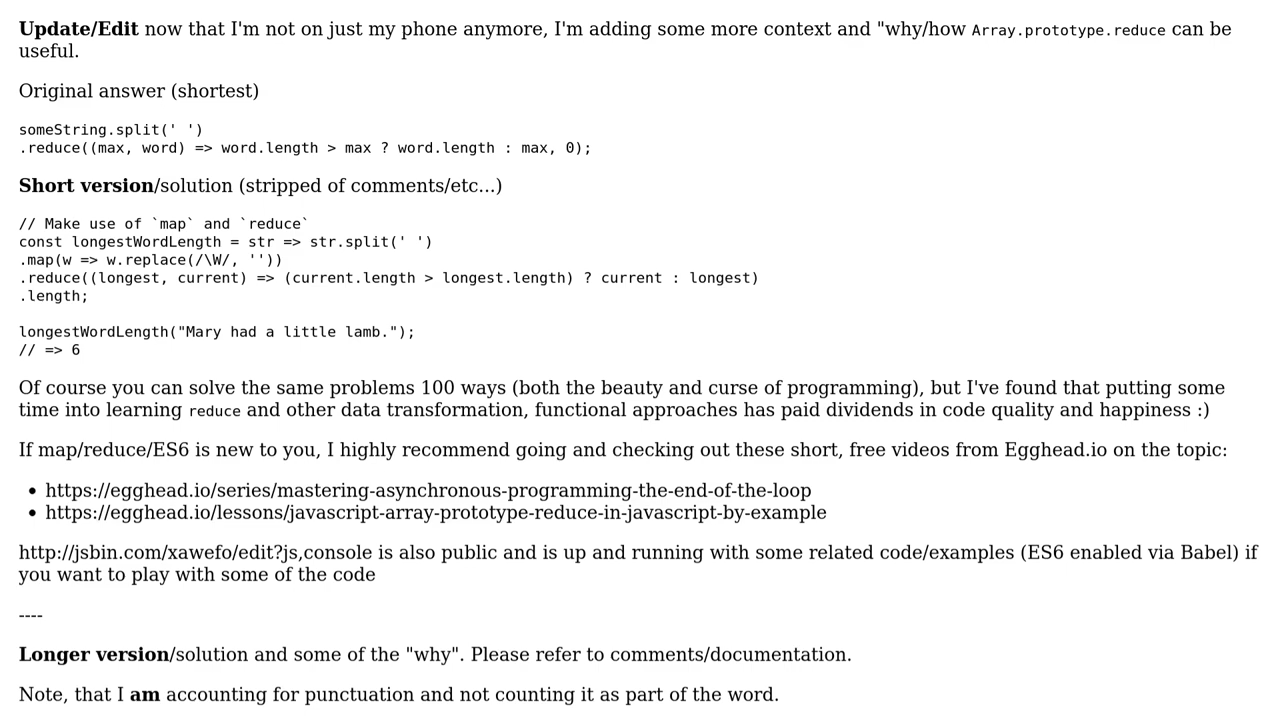 Update/Edit now that I'm not on just my phone anymore, I'm adding some more context and "why/how Array.prototype.reduce can be
useful.
Original answer (shortest)
someString.split(' ')
.reduce((max, word) => word.length > max ? word.length : max, 0);
Short version/solution (stripped of comments/etc...)
// Make use of `map` and `reduce`
const longestWordLength = str => str.split(' ')
.map(w => w.replace(/\W/, ''))
.reduce((longest, current) => (current.length > longest.length) ? current : longest)
.length;
longestWordLength("Mary had a little lamb.");
// => 6
Of course you can solve the same problems 100 ways (both the beauty and curse of programming), but I've found that putting some
time into learning reduce and other data transformation, functional approaches has paid dividends in code quality and happiness :)
If map/reduce/ES6 is new to you, I highly recommend going and checking out these short, free videos from Egghead.io on the topic:
• https://egghead.io/series/mastering-asynchronous-programming-the-end-of-the-loop
• https://egghead.io/lessons/javascript-array-prototype-reduce-in-javascript-by-example
http://jsbin.com/xawefo/edit?js,console is also public and is up and running with some related code/examples (ES6 enabled via Babel) if
you want to play with some of the code
----
Longer version/solution and some of the "why". Please refer to comments/documentation.
Note, that I am accounting for punctuation and not counting it as part of the word.